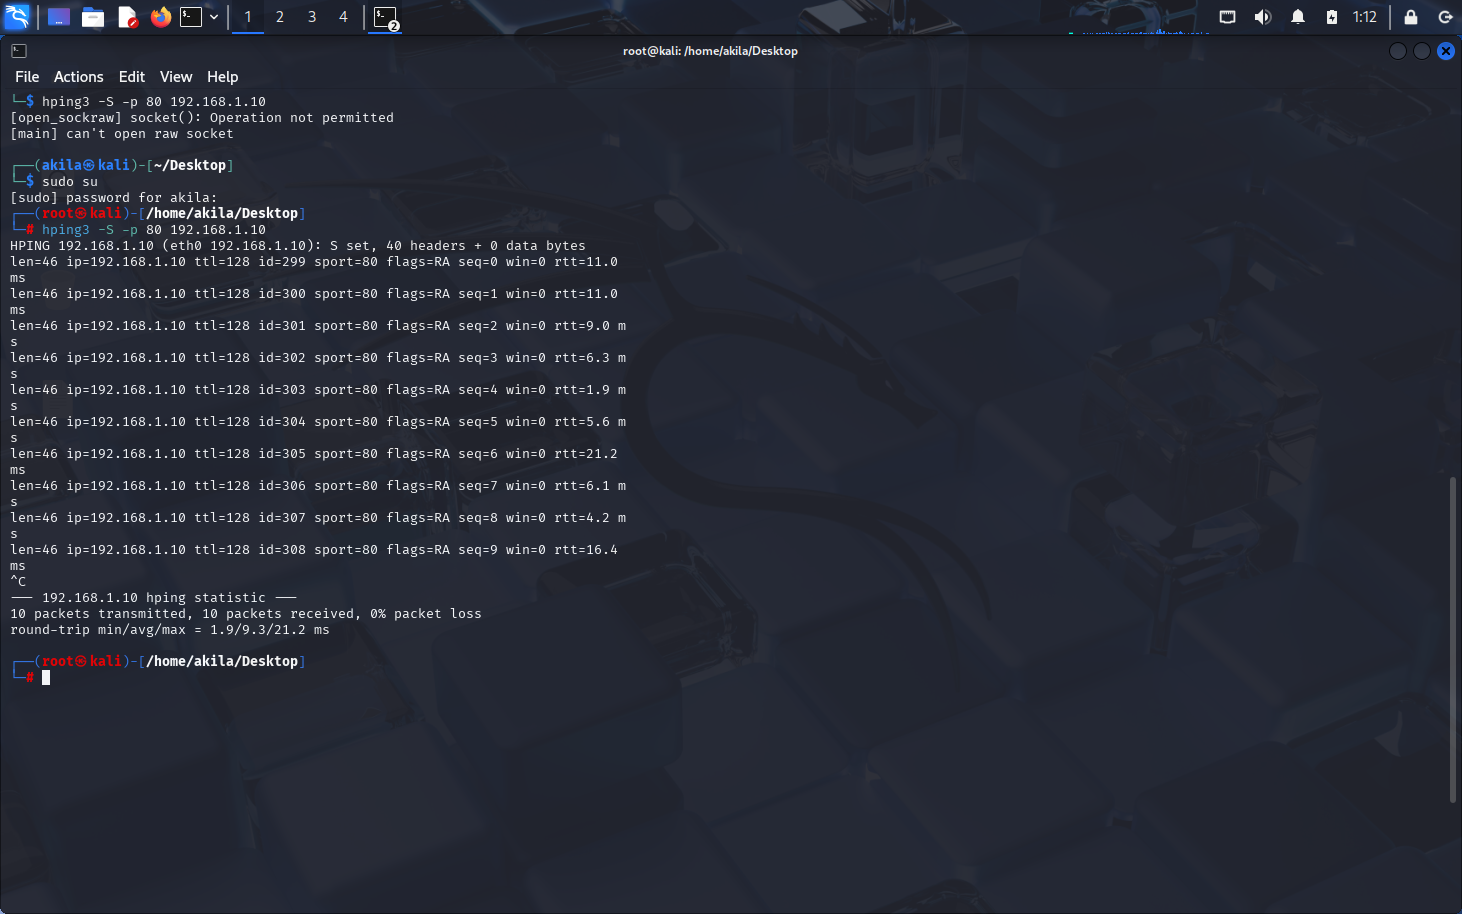 1 2 3 4 2 1:12
root@kali: /home/akila/Desktop
File Actions Edit View Help
└─$ hping3 -S -p 80 192.168.1.10
[open_sockraw] socket(): Operation not permitted
[main] can't open raw socket
┌──(akila㉿kali)-[~/Desktop]
└─$ sudo su
[sudo] password for akila:
┌──(root㉿kali)-[/home/akila/Desktop]
└─# hping3 -S -p 80 192.168.1.10
HPING 192.168.1.10 (eth0 192.168.1.10): S set, 40 headers + 0 data bytes
len=46 ip=192.168.1.10 ttl=128 id=299 sport=80 flags=RA seq=0 win=0 rtt=11.0
ms
len=46 ip=192.168.1.10 ttl=128 id=300 sport=80 flags=RA seq=1 win=0 rtt=11.0
ms
len=46 ip=192.168.1.10 ttl=128 id=301 sport=80 flags=RA seq=2 win=0 rtt=9.0 m
s
len=46 ip=192.168.1.10 ttl=128 id=302 sport=80 flags=RA seq=3 win=0 rtt=6.3 m
s
len=46 ip=192.168.1.10 ttl=128 id=303 sport=80 flags=RA seq=4 win=0 rtt=1.9 m
s
len=46 ip=192.168.1.10 ttl=128 id=304 sport=80 flags=RA seq=5 win=0 rtt=5.6 m
s
len=46 ip=192.168.1.10 ttl=128 id=305 sport=80 flags=RA seq=6 win=0 rtt=21.2
ms
len=46 ip=192.168.1.10 ttl=128 id=306 sport=80 flags=RA seq=7 win=0 rtt=6.1 m
s
len=46 ip=192.168.1.10 ttl=128 id=307 sport=80 flags=RA seq=8 win=0 rtt=4.2 m
s
len=46 ip=192.168.1.10 ttl=128 id=308 sport=80 flags=RA seq=9 win=0 rtt=16.4
ms
^C
--- 192.168.1.10 hping statistic ---
10 packets transmitted, 10 packets received, 0% packet loss
round-trip min/avg/max = 1.9/9.3/21.2 ms
┌──(root㉿kali)-[/home/akila/Desktop]
└─#